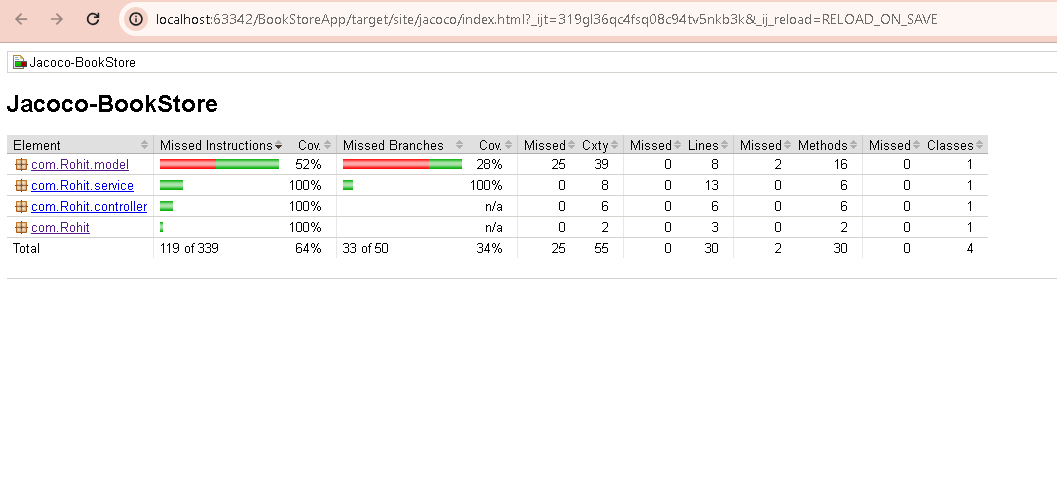 localhost:63342/BookStoreApp/target/site/jacoco/index.html?_ijt=319gl36qc4fsq08c94tv5nkb3k&_ij_reload=RELOAD_ON_SAVE
Jacoco-BookStore
Jacoco-BookStore
Element Missed Instructions Cov. Missed Branches Cov. Missed Cxty Missed Lines Missed Methods Missed Classes
com.Rohit.model 52% 28% 25 39 0 8 2 16 0 1
com.Rohit.service 100% 100% 0 8 0 13 0 6 0 1
com.Rohit.controller 100% n/a 0 6 0 6 0 6 0 1
com.Rohit 100% n/a 0 2 0 3 0 2 0 1
Total 119 of 339 64% 33 of 50 34% 25 55 0 30 2 30 0 4